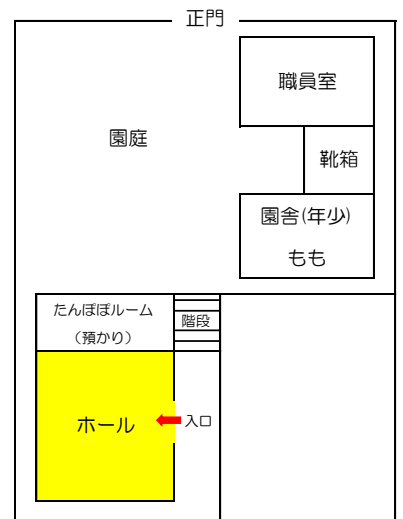 正門
職員室
園庭
靴箱
園舎(年少)
もも
たんぽぽルーム
(預かり)
階段
ホール
入口